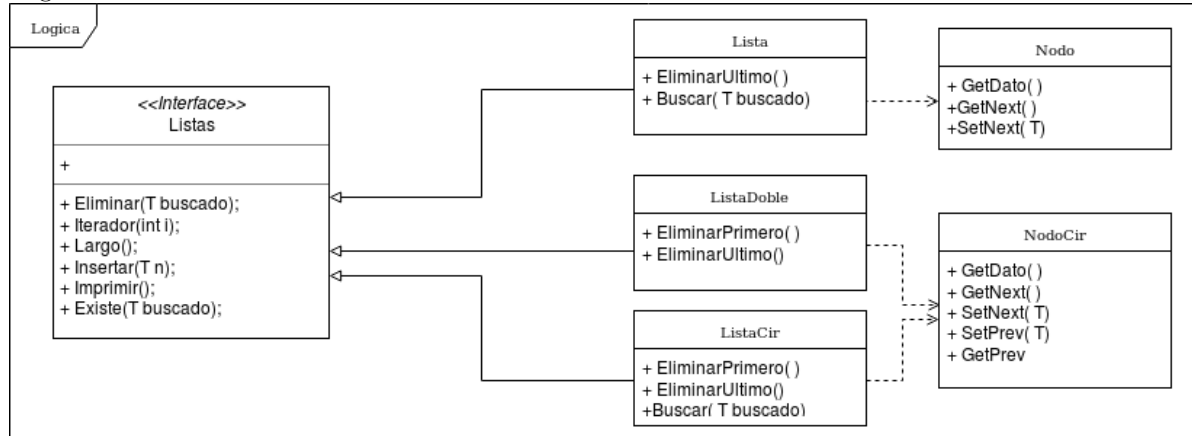 Logica
<<Interface>>
Listas
+
+ Eliminar(T buscado);
+ Iterador(int i);
+ Largo();
+ Insertar(T n);
+ Imprimir();
+ Existe(T buscado);
Lista
+ EliminarUltimo( )
+ Buscar( T buscado)
Nodo
+ GetDato( )
+GetNext( )
+SetNext( T)
ListaDoble
+ EliminarPrimero( )
+ EliminarUltimo()
NodoCir
+ GetDato( )
+ GetNext( )
+ SetNext( T)
+ SetPrev( T)
+ GetPrev
ListaCir
+ EliminarPrimero( )
+ EliminarUltimo()
+Buscar( T buscado)